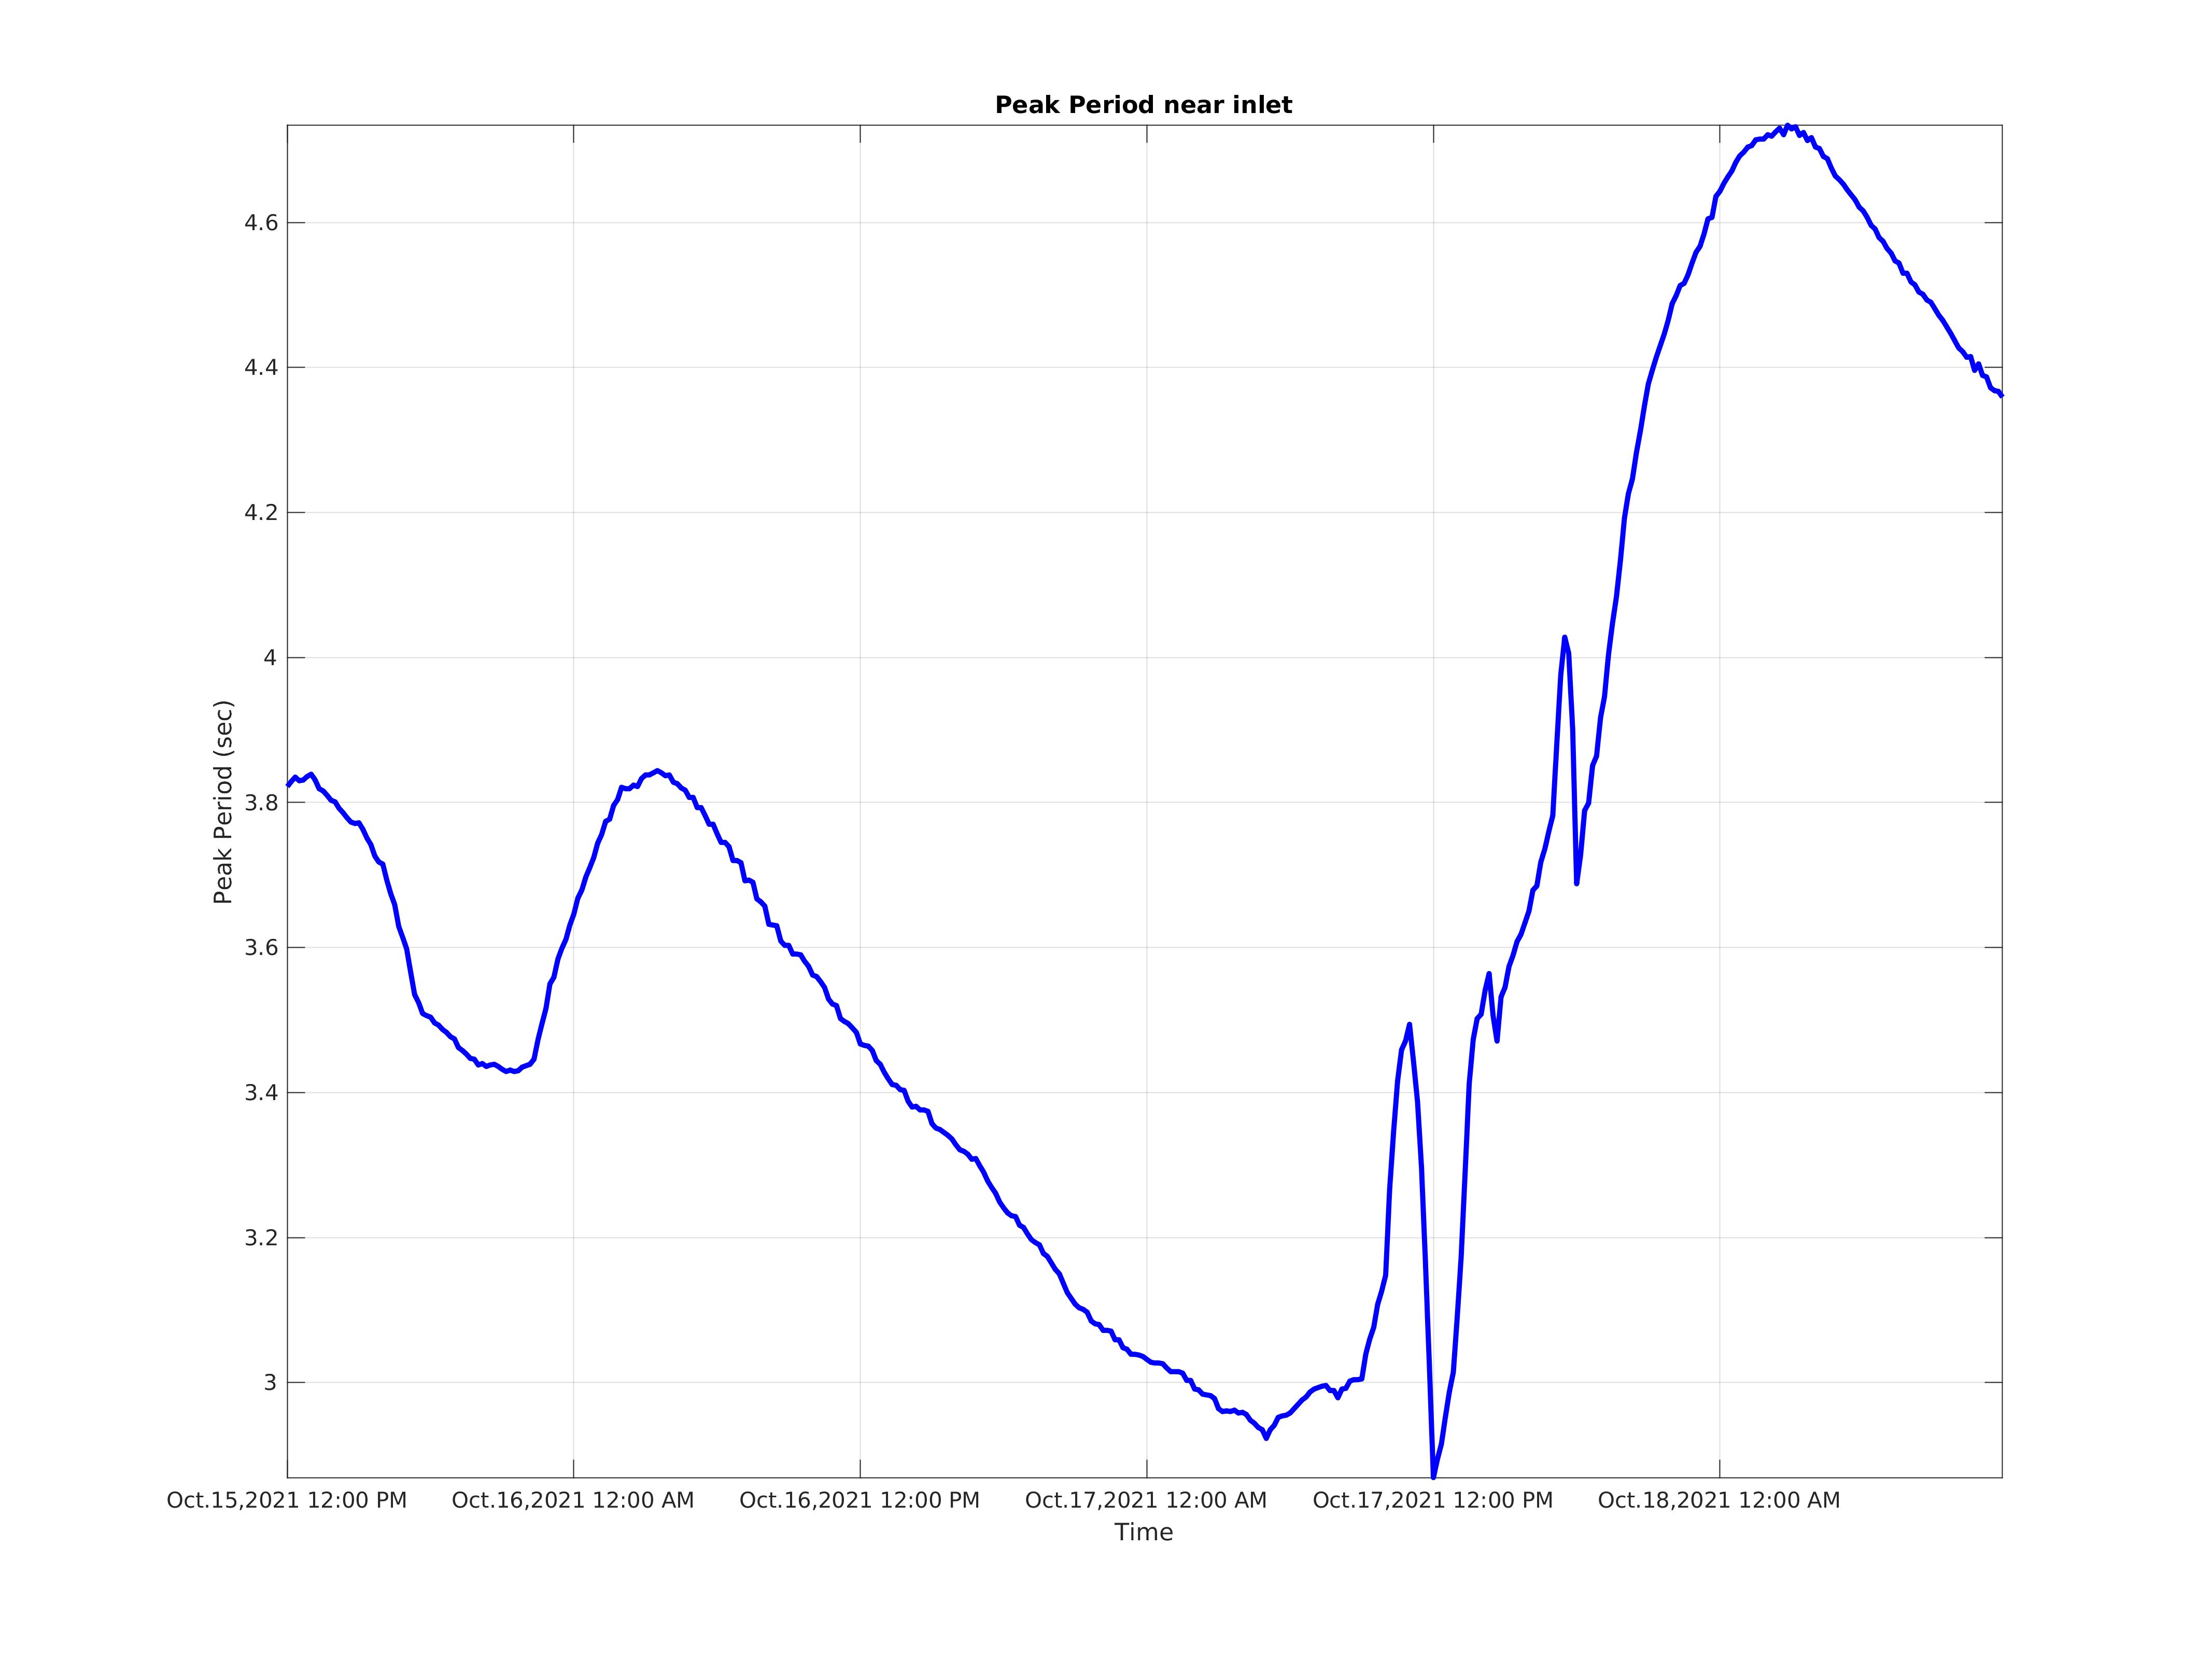 Peak Period near inlet
4.6
4.4
4.2
4
3.8
3.6
3.4
3.2
3
Peak Period (sec)
Oct.15,2021 12:00 PM Oct.16,2021 12:00 AM Oct.16,2021 12:00 PM Oct.17,2021 12:00 AM Oct.17,2021 12:00 PM Oct.18,2021 12:00 AM
Time